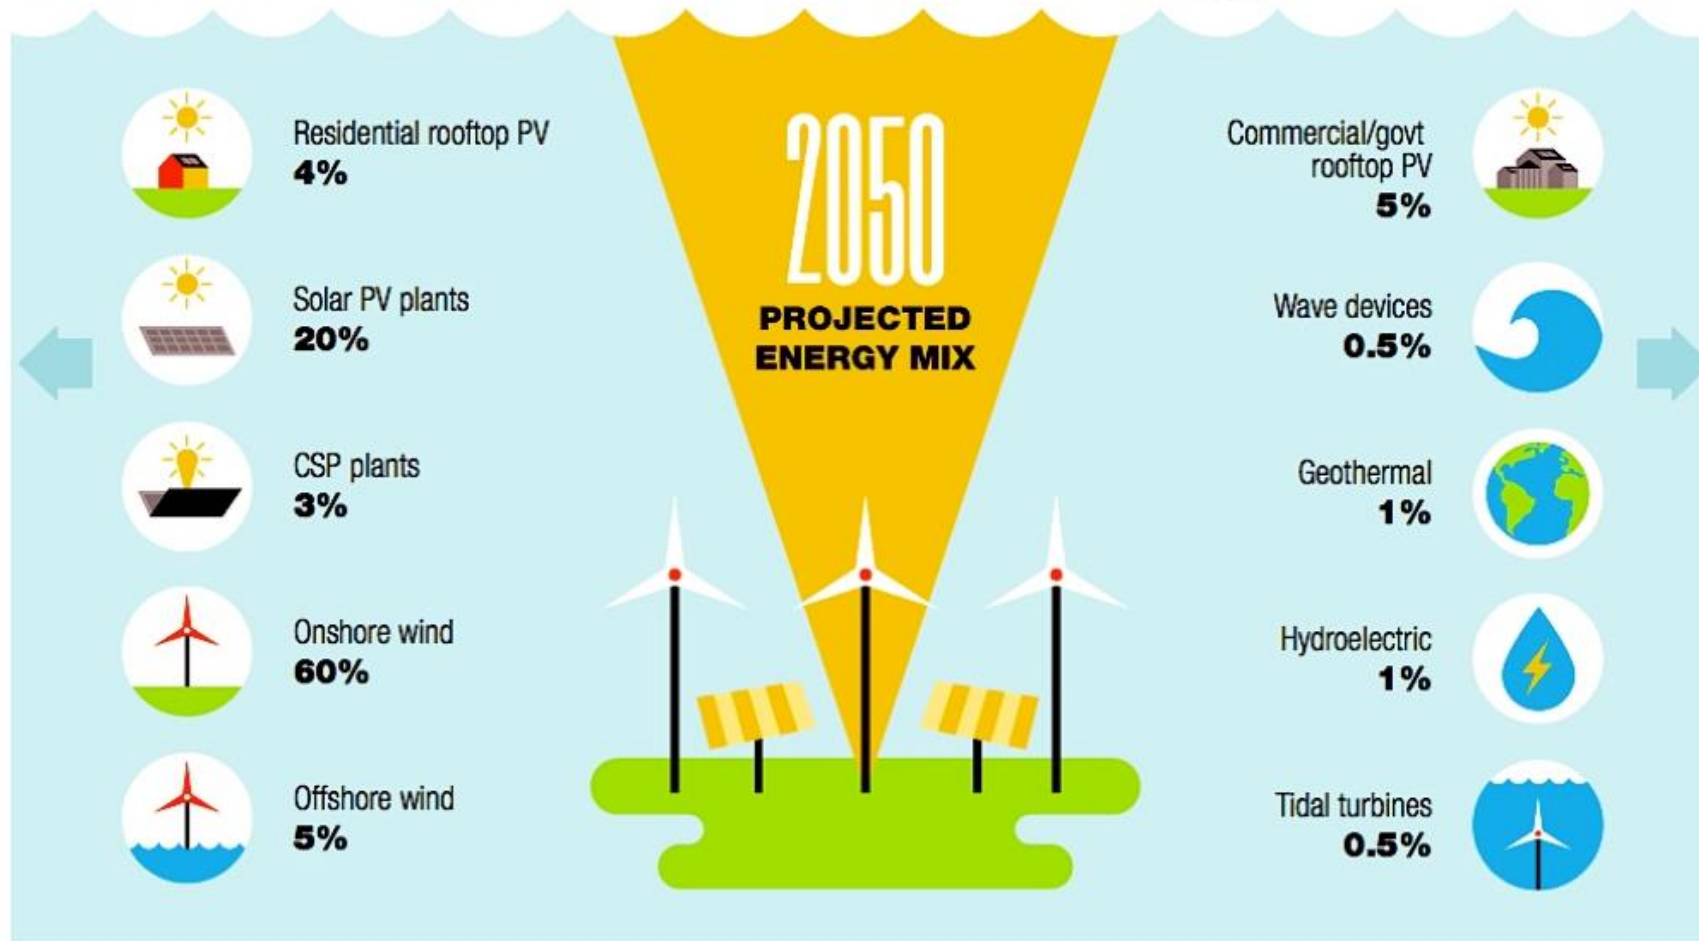 Residential rooftop PV
4%
Solar PV plants
20%
CSP plants
3%
Onshore wind
60%
Offshore wind
5%
2050
PROJECTED
ENERGY MIX
Commercial/govt
rooftop PV
5%
Wave devices
0.5%
Geothermal
1%
Hydroelectric
1%
Tidal turbines
0.5%